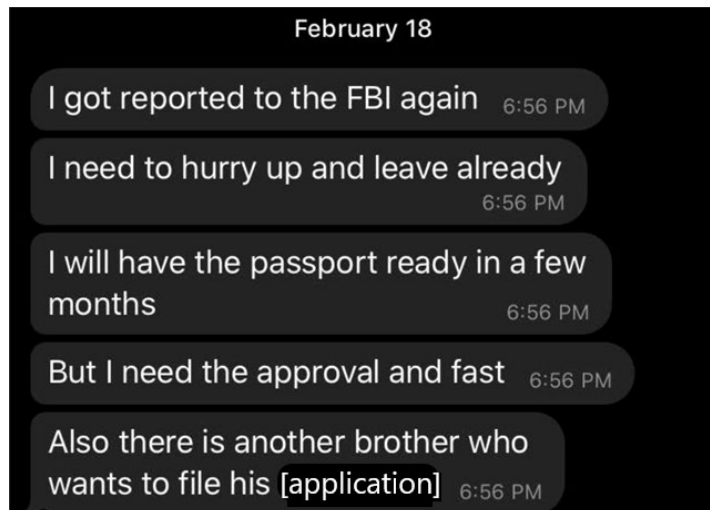 February 18
I got reported to the FBI again 6:56 PM
I need to hurry up and leave already
6:56 PM
I will have the passport ready in a few
months 6:56 PM
But I need the approval and fast 6:56 PM
Also there is another brother who
wants to file his [application] 6:56 PM